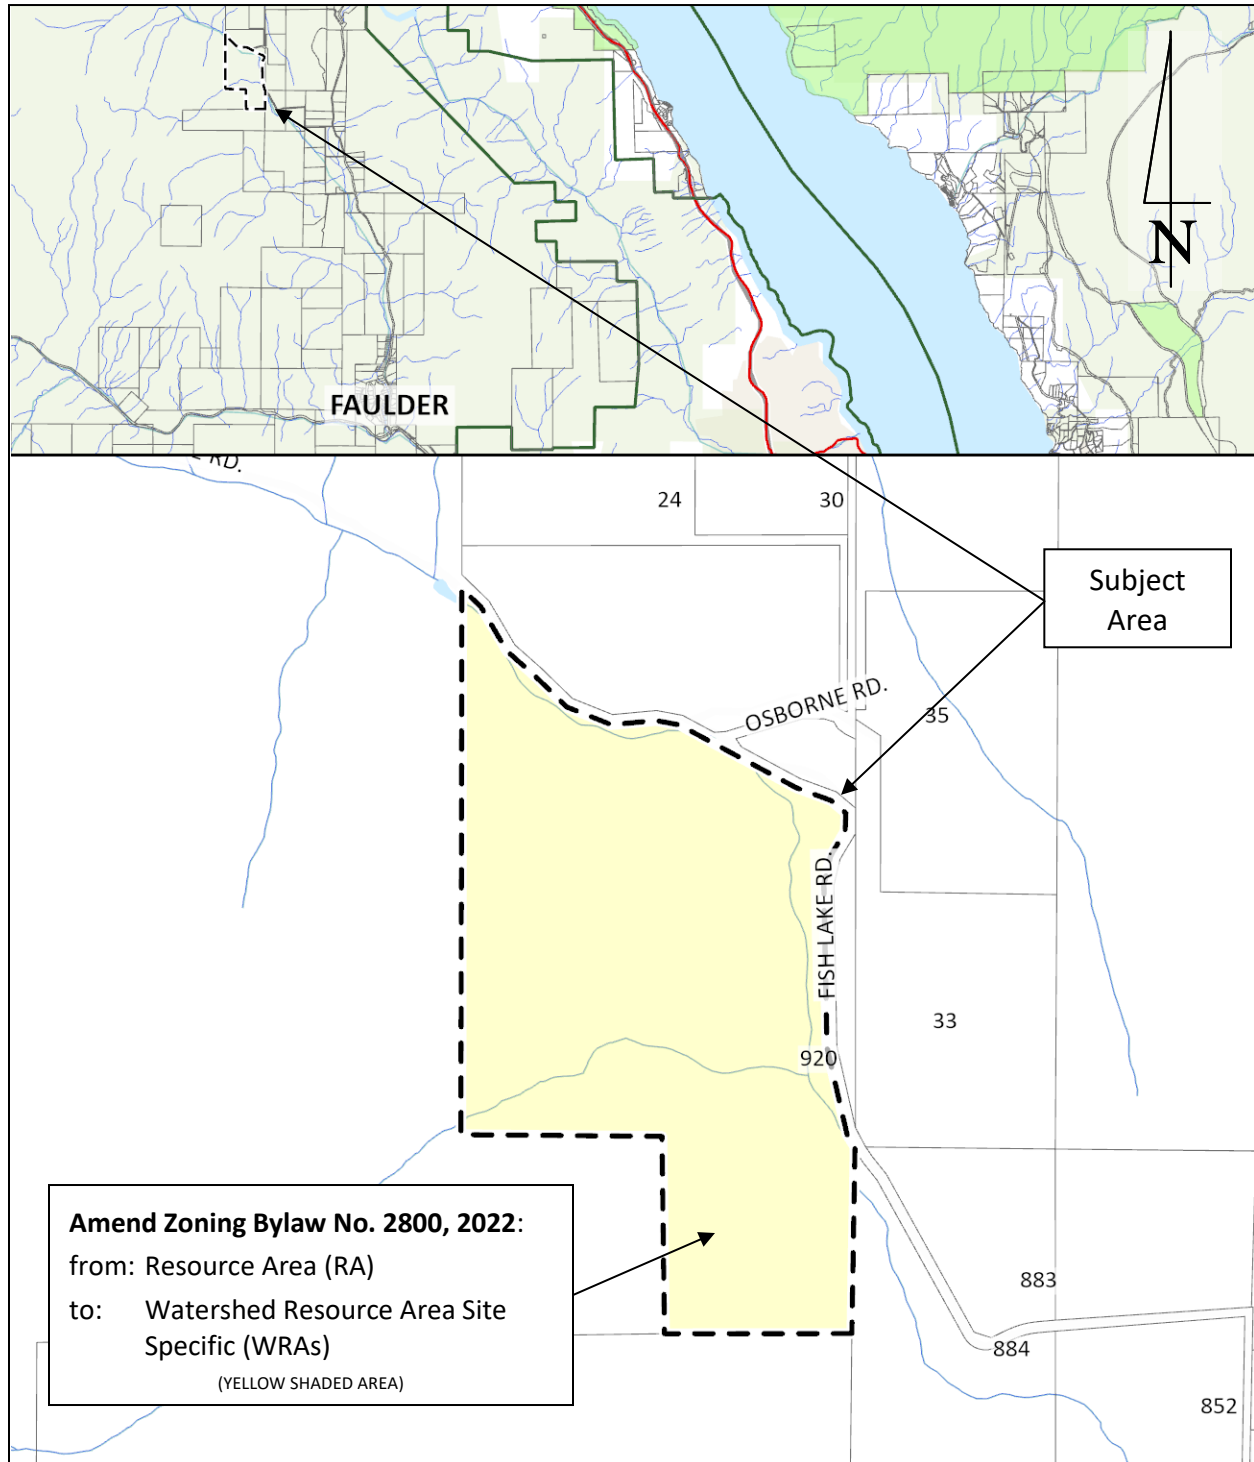 N
FAULDER
RD.
24
30
Subject
Area
OSBORNE RD.
35
FISH LAKE RD.
33
920
Amend Zoning Bylaw No. 2800, 2022:
from: Resource Area (RA)
to: Watershed Resource Area Site
Specific (WRAs)
(YELLOW SHADED AREA)
883
884
852